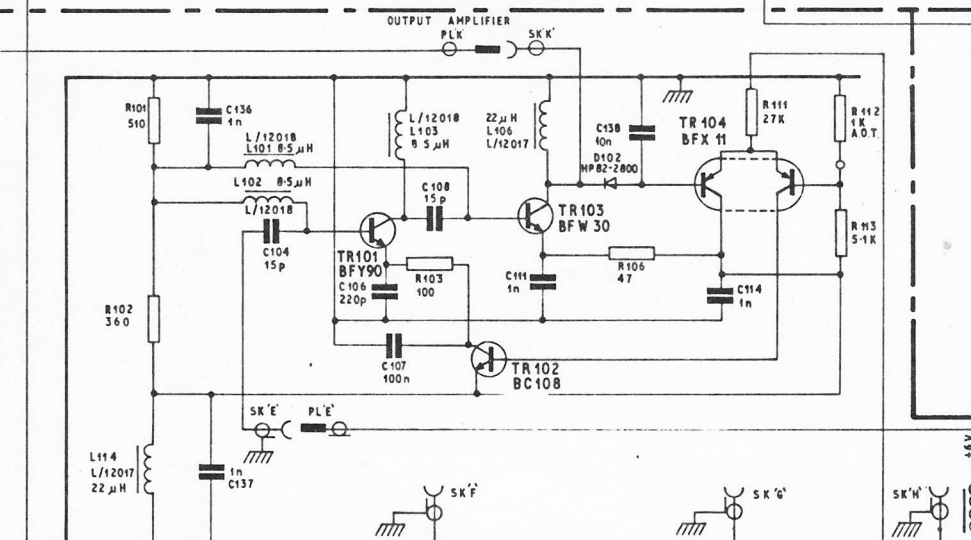 OUTPUT AMPLIFIER
PLK'
SK'K'
R101
510
C136
1n
L/12018
L101 8·5µH
L102 8·5µH
L/12018
C104
15p
L/12018
L103
8 5µH
C108
15p
22µH
L106
L/12017
C138
10n
D102
HP82-2800
TR104
BFX 11
R111
27K
R112
1K
A.O.T.
TR101
BFY90
TR103
BFW 30
R113
5·1K
C106
220p
R103
100
C111
1n
R106
47
C114
1n
R102
360
C107
100n
TR102
BC108
SK'E'
PL'E'
L114
L/12017
22µH
1n
C137
SK'F'
SK'G'
SK'H'
+6V